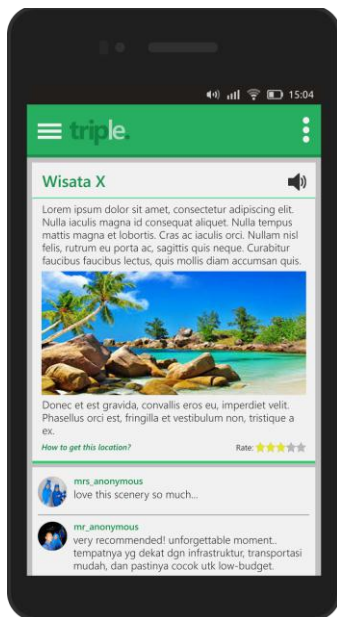 15:04
triple.
Wisata X
Lorem ipsum dolor sit amet, consectetur adipiscing elit.
Nulla iaculis magna id consequat aliquet. Nulla tempus
mattis magna et lobortis. Cras ac iaculis orci. Nullam nisl
felis, rutrum eu porta ac, sagittis quis neque. Curabitur
faucibus faucibus lectus, quis mollis diam accumsan quis.
Donec et est gravida, convallis eros eu, imperdiet velit.
Phasellus orci est, fringilla et vestibulum non, tristique a
ex.
How to get this location? Rate:
mrs_anonymous
love this scenery so much...
mr_anonymous
very recommended! unforgettable moment..
tempatnya yg dekat dgn infrastruktur, transportasi
mudah, dan pastinya cocok utk low-budget.